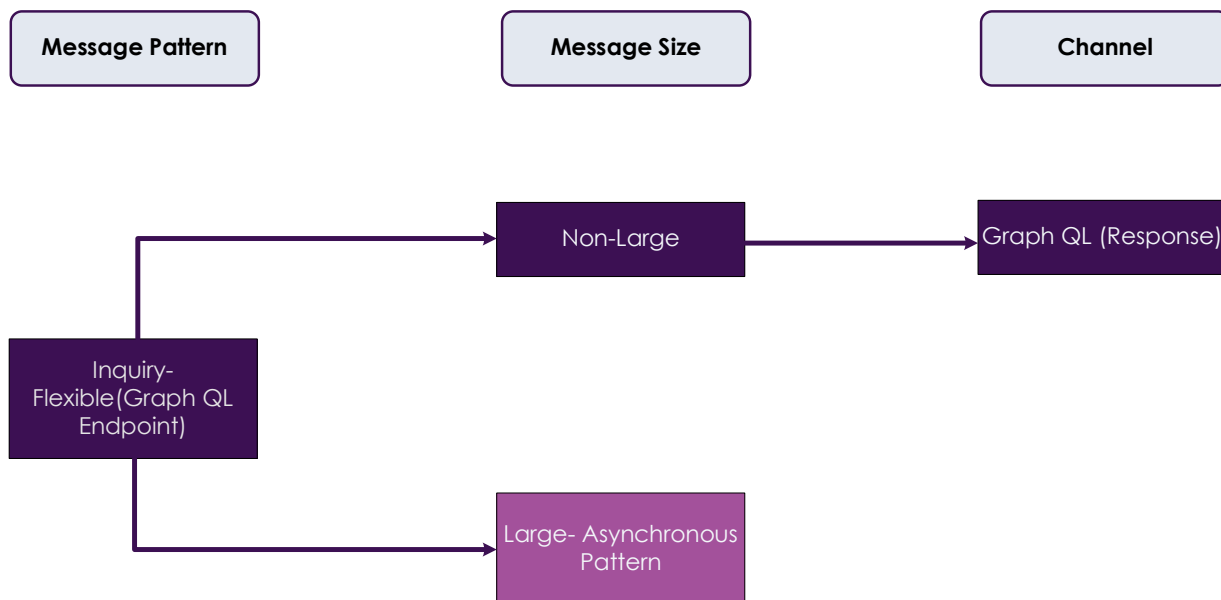 Message Pattern
Message Size
Channel
Non-Large
Graph QL (Response)
Inquiry-
Flexible(Graph QL
Endpoint)
Large- Asynchronous
Pattern